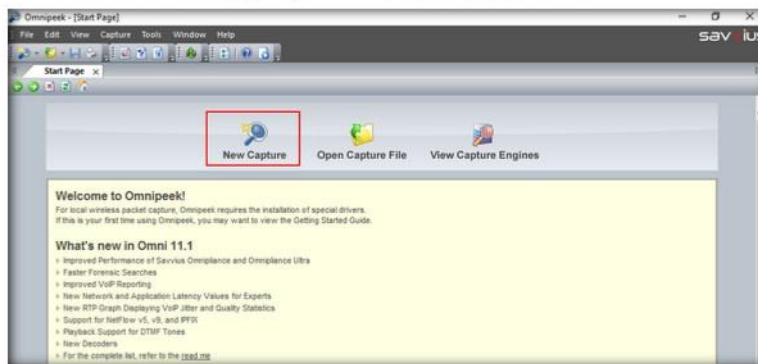 Omnipeek - [Start Page]
File Edit View Capture Tools Window Help
savvius
Start Page
New Capture Open Capture File View Capture Engines
Welcome to Omnipeek!
For local wireless packet capture, Omnipeek requires the installation of special drivers.
If this is your first time using Omnipeek, you may want to view the Getting Started Guide.
What's new in Omni 11.1
Improved Performance of Savvius Omnipliance and Omnipliance Ultra
Faster Forensic Searches
Improved VoIP Reporting
New Network and Application Latency Values for Experts
New RTP Graph Displaying VoIP Jitter and Quality Statistics
Support for NetFlow v5, v9, and IPFIX
Playback Support for DTMF Tones
New Decoders
For the complete list, refer to the read me